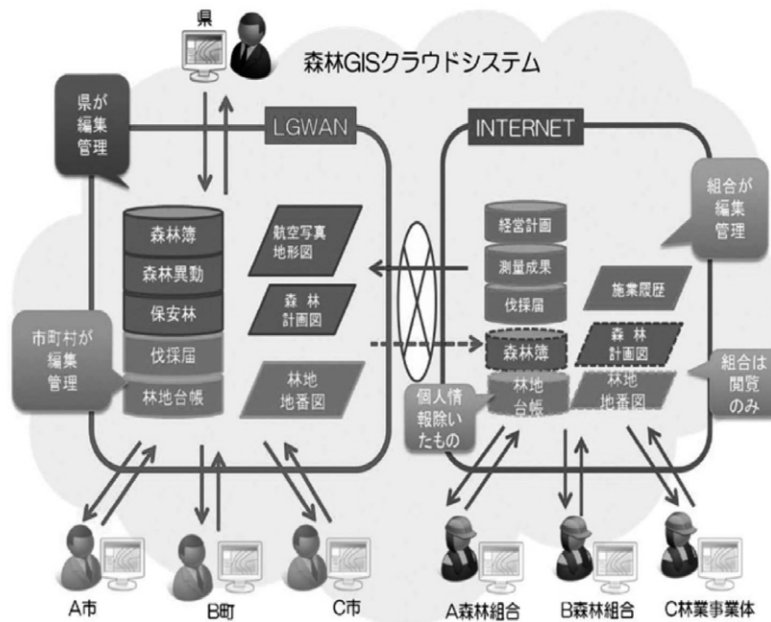 県
森林GISクラウドシステム
県が
編集
管理
LGWAN
INTERNET
組合が
編集
管理
森林簿
森林異動
保安林
伐採届
林地台帳
航空写真
地形図
森 林
計画図
林地
地番図
市町村が
編集
管理
経営計画
測量成果
伐採届
森林簿
林地
台帳
施業履歴
森 林
計画図
林地
地番図
個人情
報除い
たもの
組合は
閲覧
のみ
A市
B町
C市
A森林組合
B森林組合
C林業事業体